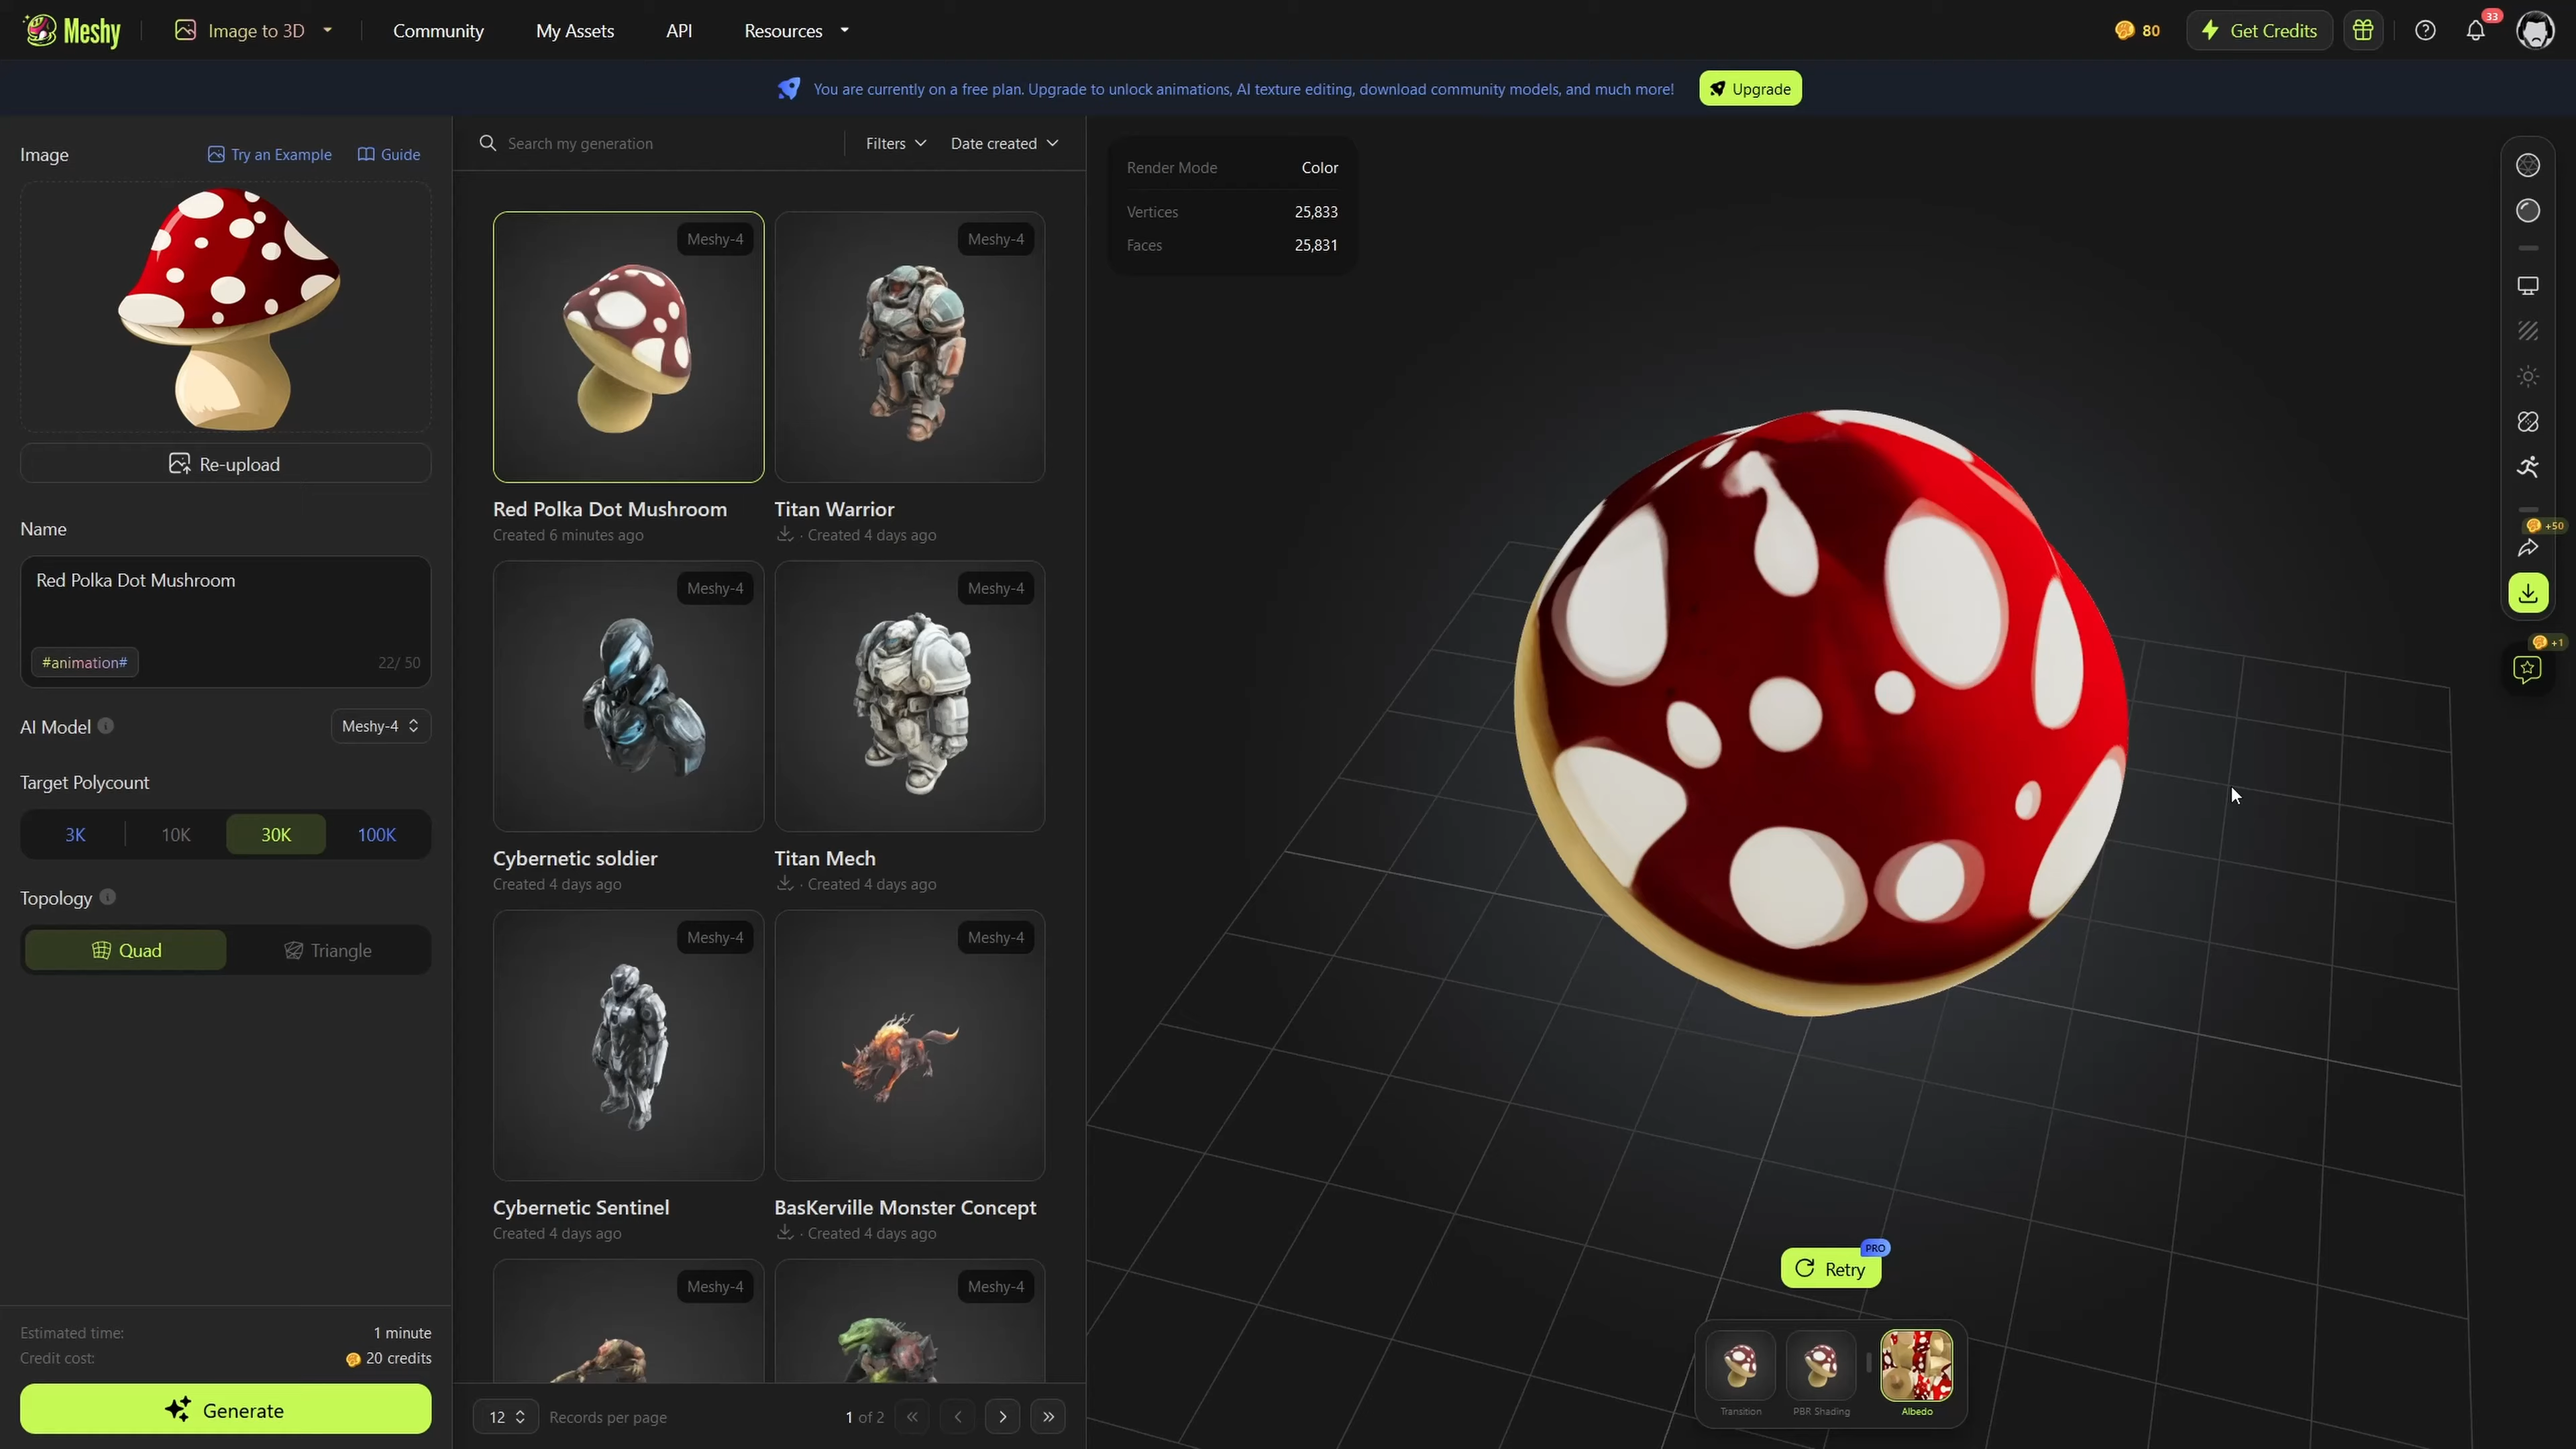 Meshy
Image to 3D
Community
My Assets
API
Resources
80
Get Credits
33
You are currently on a free plan. Upgrade to unlock animations, AI texture editing, download community models, and much more!
Upgrade
Image
Try an Example
Guide
Re-upload
Name
Red Polka Dot Mushroom
#animation#
22/ 50
AI Model
Meshy-4
Target Polycount
3K
10K
30K
100K
Topology
Quad
Triangle
Estimated time:
1 minute
Credit cost:
20 credits
Generate
Search my generation
Filters
Date created
Meshy-4
Red Polka Dot Mushroom
Created 6 minutes ago
Meshy-4
Titan Warrior
· Created 4 days ago
Meshy-4
Cybernetic soldier
Created 4 days ago
Meshy-4
Titan Mech
· Created 4 days ago
Meshy-4
Cybernetic Sentinel
Created 4 days ago
Meshy-4
BasKerville Monster Concept
· Created 4 days ago
Meshy-4
Meshy-4
12
Records per page
1 of 2
Render Mode
Color
Vertices
25,833
Faces
25,831
+50
+1
PRO
Retry
Transition
PBR Shading
Albedo